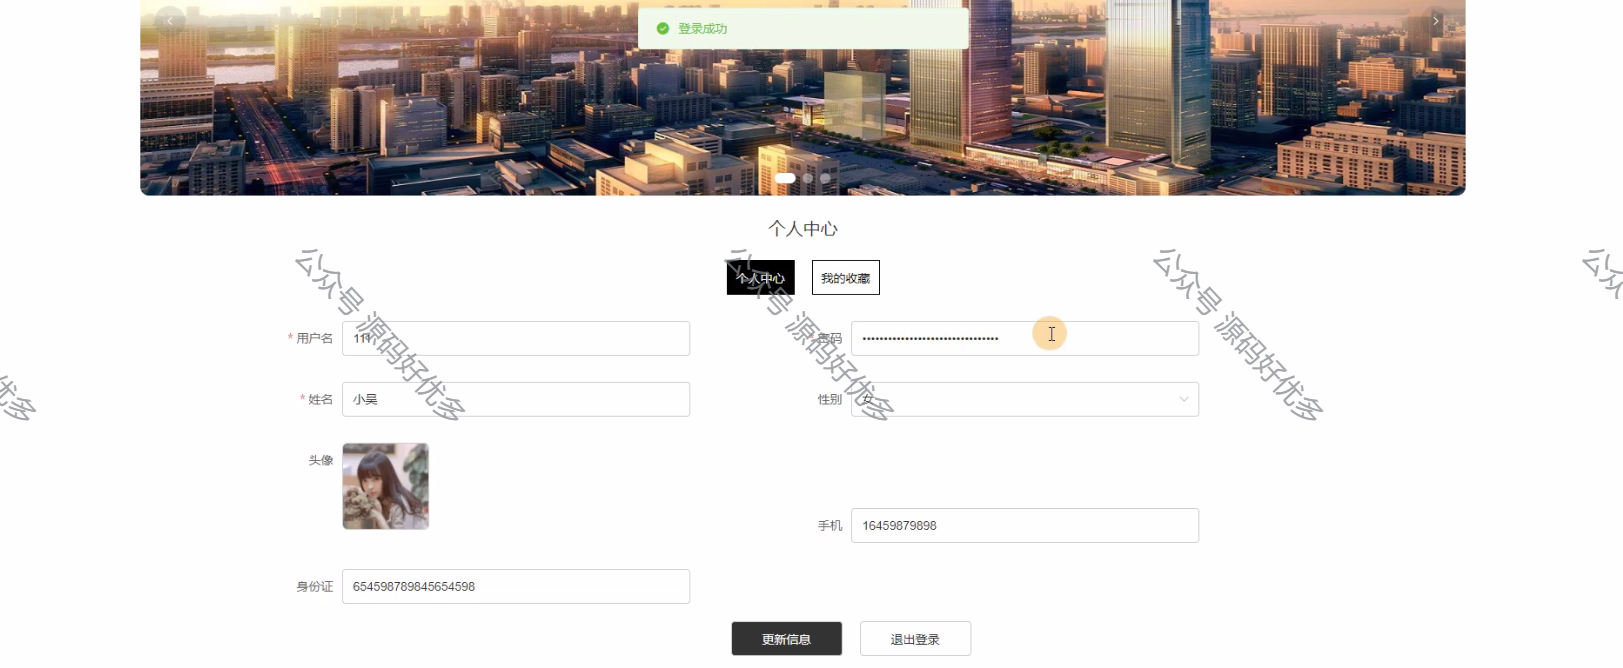 登录成功
个人中心
个人中心 我的收藏
* 用户名 111
* 密码 ································
* 姓名 小吴
性别 女
头像
手机 16459879898
身份证 654598789845654598
更新信息 退出登录
公众号 源码好优多
公众号 源码好优多
公众号 源码好优多
公众
优多